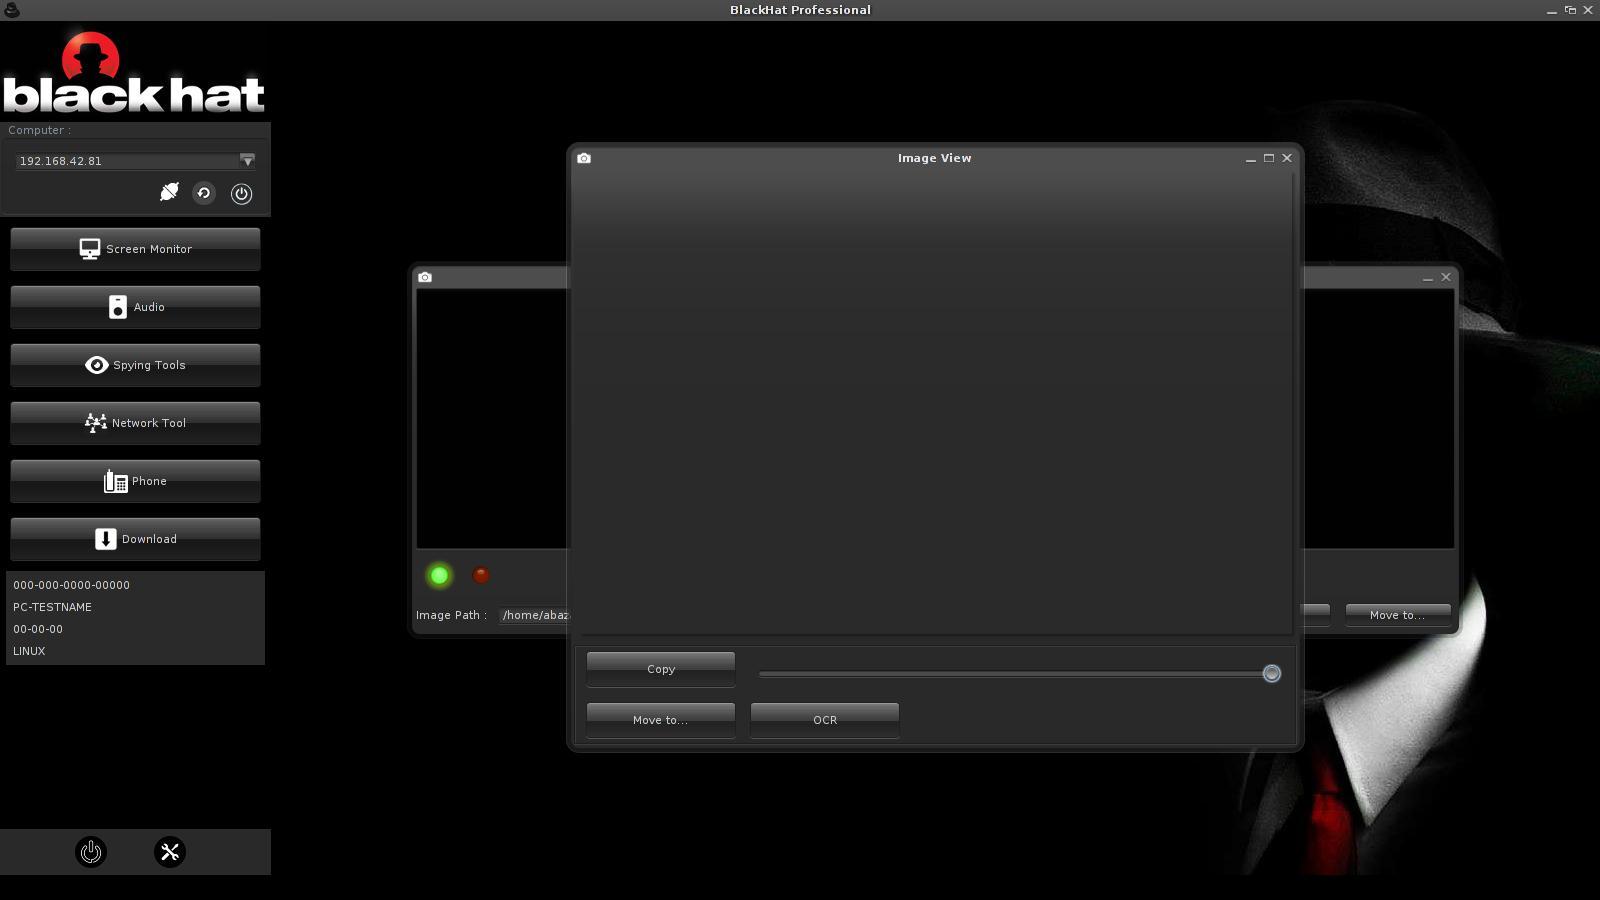 BlackHat Professional
black hat
Computer :
192.168.42.81
Screen Monitor
Audio
Spying Tools
Network Tool
Phone
Download
000-000-0000-00000
PC-TESTNAME
00-00-00
LINUX
Image View
Image Path :
/home/abaz
Move to...
Copy
Move to...
OCR